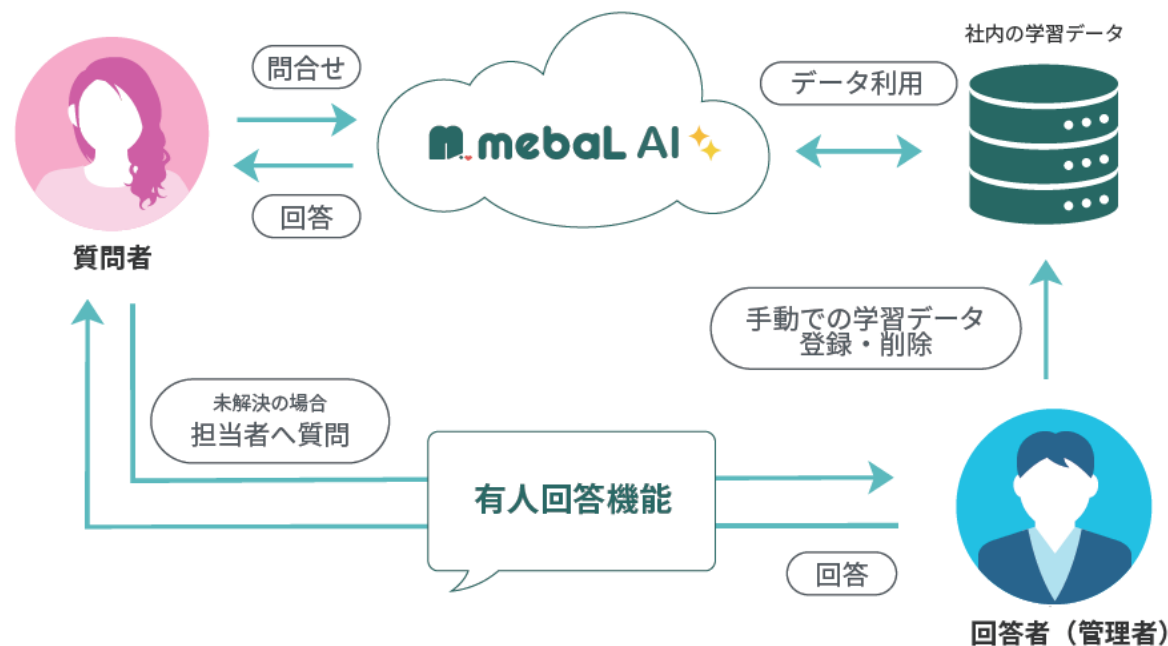 社内の学習データ
問合せ
データ利用
mebaL AI
回答
質問者
手動での学習データ
登録・削除
未解決の場合
担当者へ質問
有人回答機能
回答
回答者（管理者）